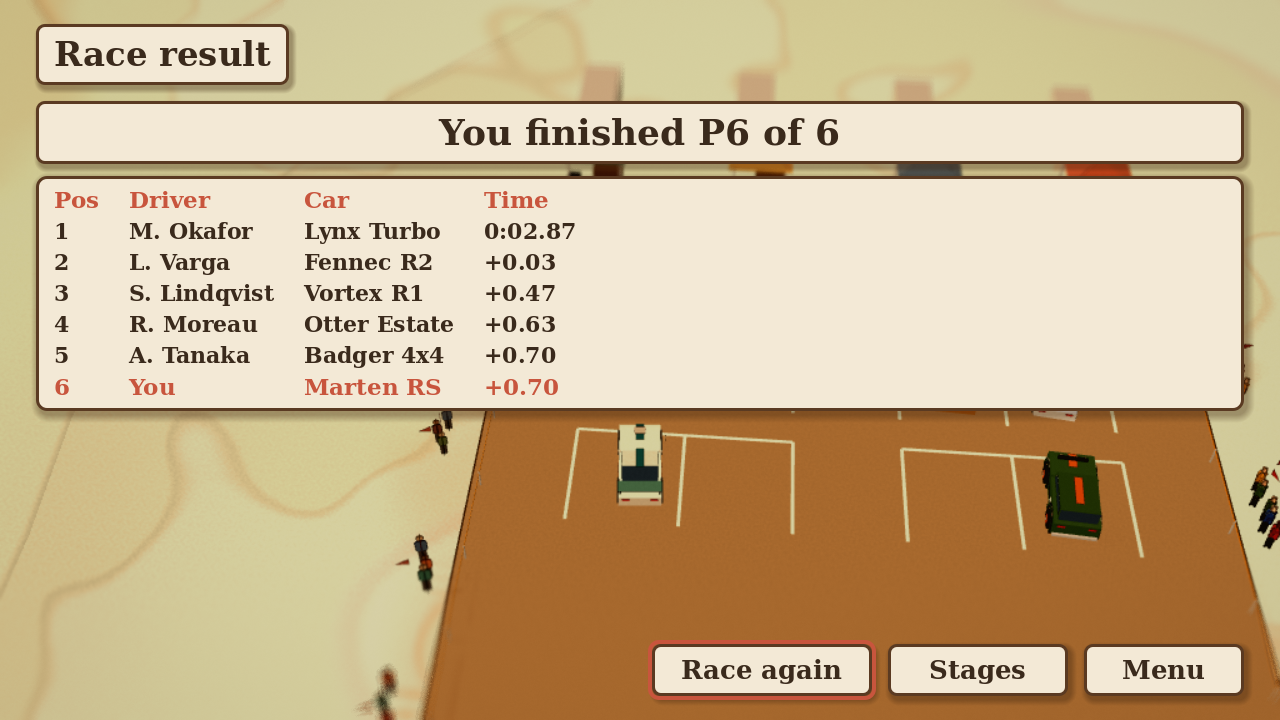 Race result
You finished P6 of 6
Pos Driver Car Time
1 M. Okafor Lynx Turbo 0:02.87
2 L. Varga Fennec R2 +0.03
3 S. Lindqvist Vortex R1 +0.47
4 R. Moreau Otter Estate +0.63
5 A. Tanaka Badger 4x4 +0.70
6 You Marten RS +0.70
Race again Stages Menu